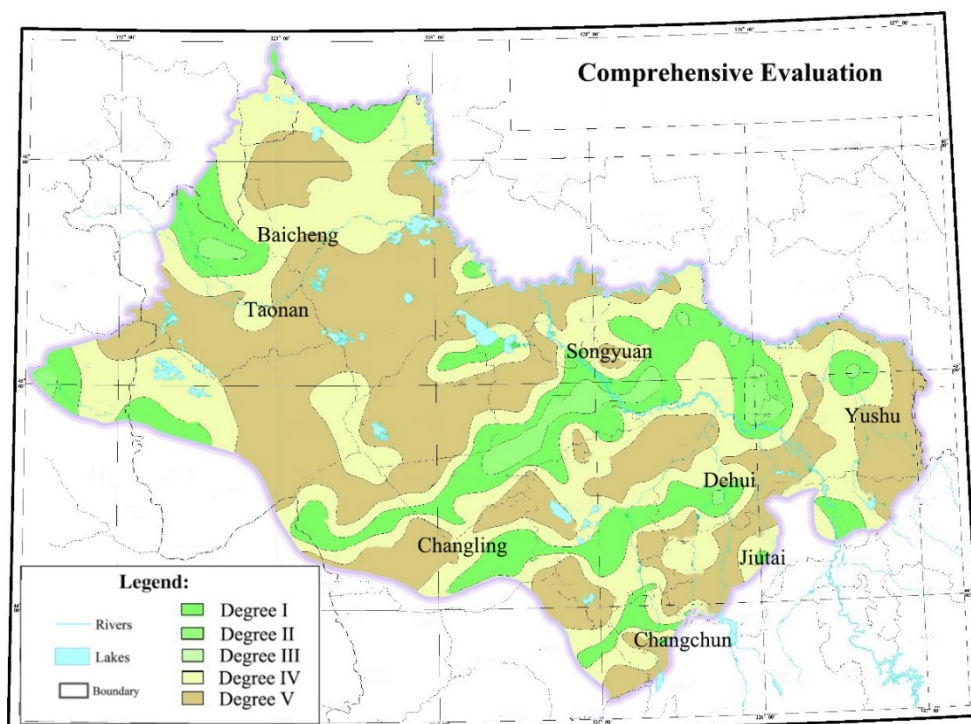 Comprehensive Evaluation
Baicheng
Taonan
Songyuan
Yushu
Dehui
Changling
Jiutai
Changchun
Legend:
Rivers
Lakes
Boundary
Degree I
Degree II
Degree III
Degree IV
Degree V